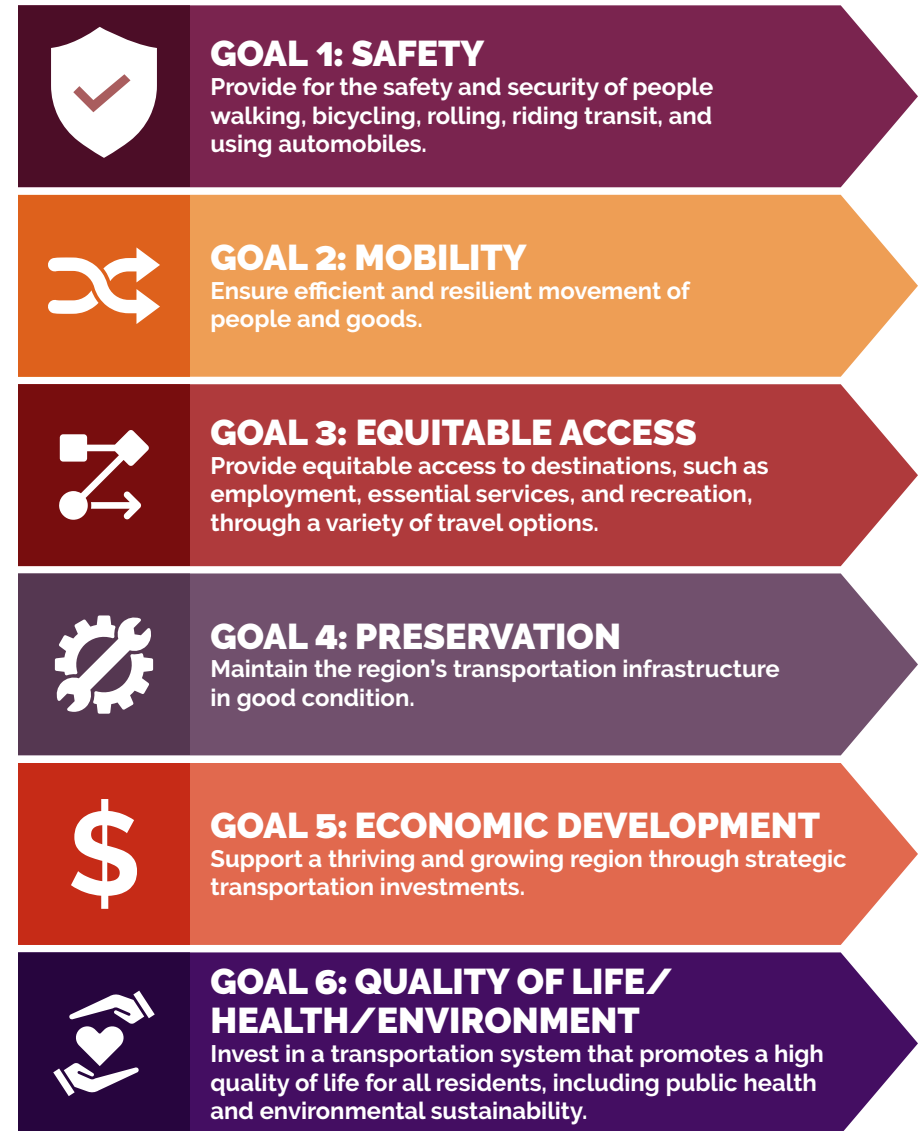 GOAL 1: SAFETY
Provide for the safety and security of people
walking, bicycling, rolling, riding transit, and
using automobiles.
GOAL 2: MOBILITY
Ensure efficient and resilient movement of
people and goods.
GOAL 3: EQUITABLE ACCESS
Provide equitable access to destinations, such as
employment, essential services, and recreation,
through a variety of travel options.
GOAL 4: PRESERVATION
Maintain the region’s transportation infrastructure
in good condition.
$
GOAL 5: ECONOMIC DEVELOPMENT
Support a thriving and growing region through strategic
transportation investments.
GOAL 6: QUALITY OF LIFE/
HEALTH/ENVIRONMENT
Invest in a transportation system that promotes a high
quality of life for all residents, including public health
and environmental sustainability.